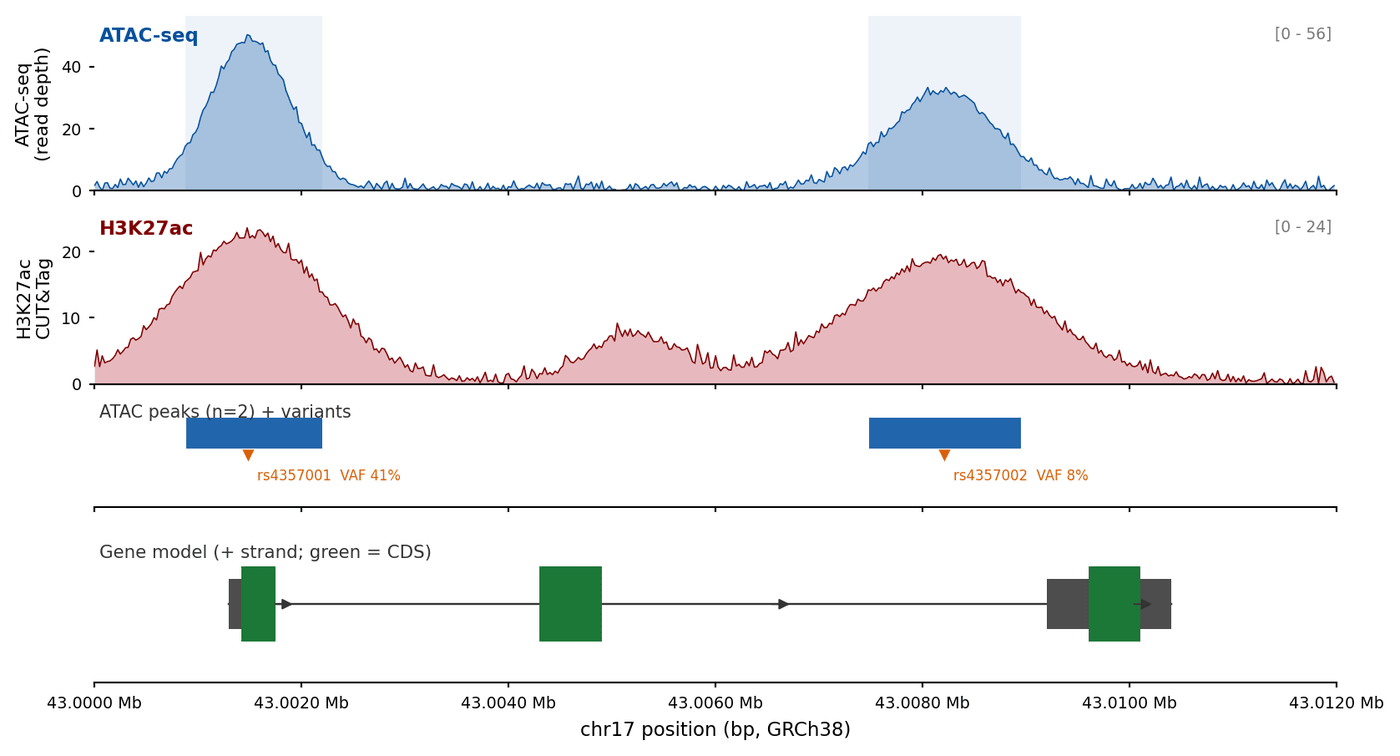 ATAC-seq
[0 - 56]
ATAC-seq
(read depth)
40
20
0
H3K27ac
[0 - 24]
H3K27ac
CUT&Tag
20
10
0
ATAC peaks (n=2) + variants
rs4357001 VAF 41%
rs4357002 VAF 8%
Gene model (+ strand; green = CDS)
43.0000 Mb
43.0020 Mb
43.0040 Mb
43.0060 Mb
43.0080 Mb
43.0100 Mb
43.0120 Mb
chr17 position (bp, GRCh38)